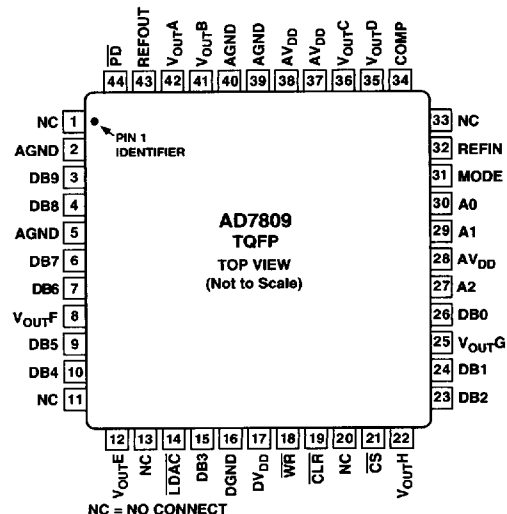 PD REFOUT VOUTA VOUTB AGND AGND AVDD AVDD VOUTC VOUTD COMP
44 43 42 41 40 39 38 37 36 35 34
NC 1
AGND 2
DB9 3
DB8 4
AGND 5
DB7 6
DB6 7
VOUTF 8
DB5 9
DB4 10
NC 11
PIN 1
IDENTIFIER
AD7809
TQFP
TOP VIEW
(Not to Scale)
33 NC
32 REFIN
31 MODE
30 A0
29 A1
28 AVDD
27 A2
26 DB0
25 VOUTG
24 DB1
23 DB2
12 13 14 15 16 17 18 19 20 21 22
VOUTE NC LDAC DB3 DGND DVDD WR CLR NC CS VOUTH
NC = NO CONNECT